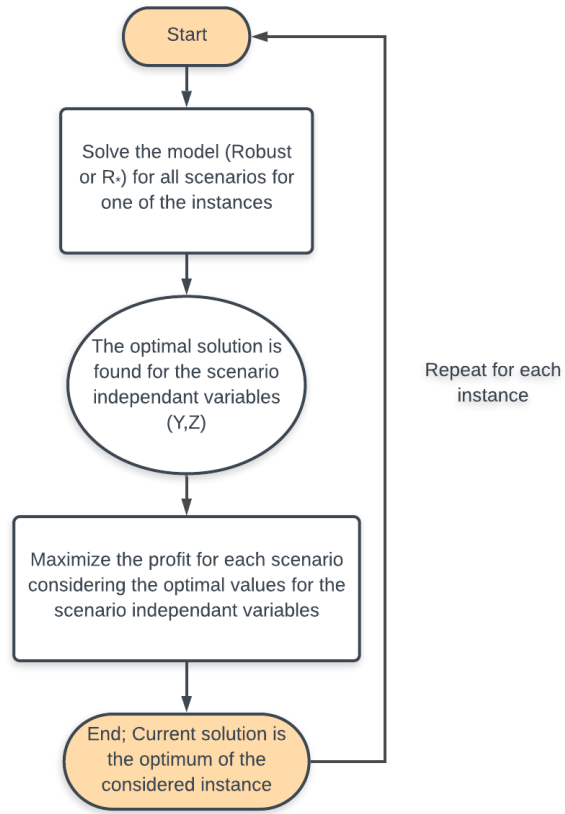 Start
Solve the model (Robust
or R*) for all scenarios for
one of the instances
The optimal solution is
found for the scenario
independant variables
(Y,Z)
Repeat for each
instance
Maximize the profit for each scenario
considering the optimal values for the
scenario independant variables
End; Current solution is
the optimum of the
considered instance